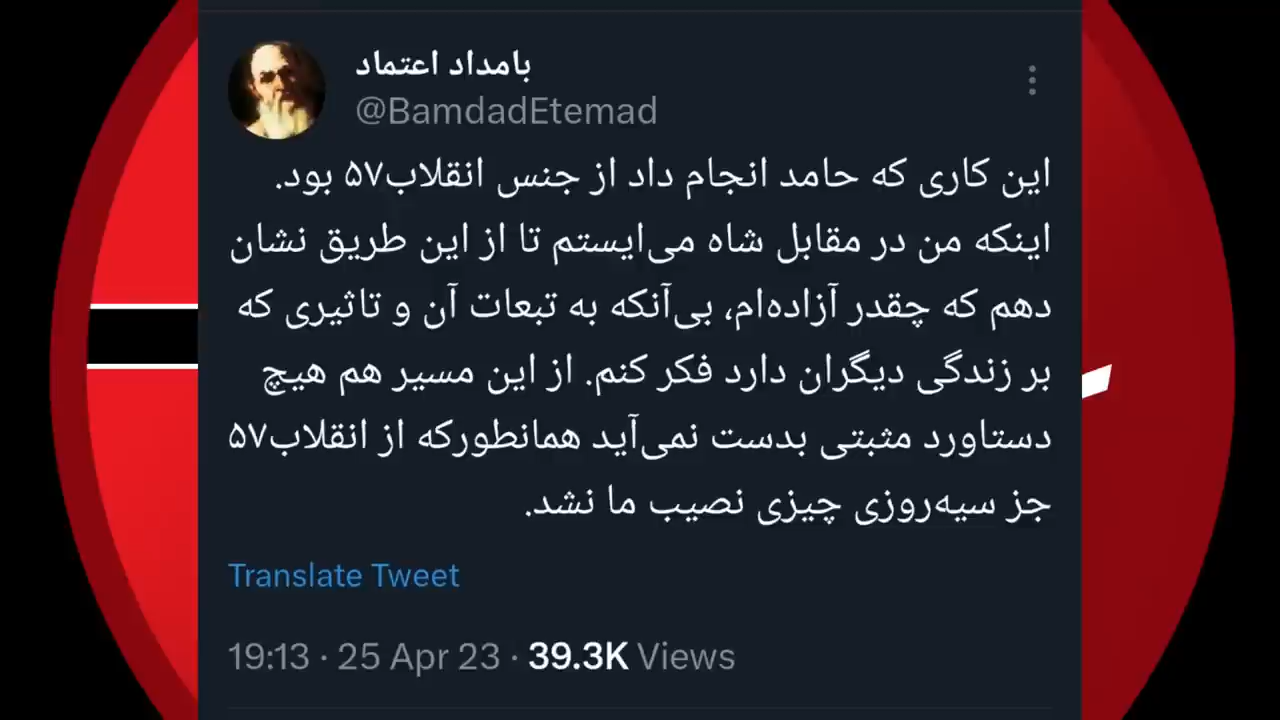 بامداد اعتماد
@BamdadEtemad
این کاری که حامد انجام داد از جنس انقلاب۵۷ بود.
اینکه من در مقابل شاه می‌ایستم تا از این طریق نشان
دهم که چقدر آزاده‌ام، بی‌آنکه به تبعات آن و تاثیری که
بر زندگی دیگران دارد فکر کنم. از این مسیر هم هیچ
دستاورد مثبتی بدست نمی‌آید همانطورکه از انقلاب۵۷
جز سیه‌روزی چیزی نصیب ما نشد.
Translate Tweet
19:13 · 25 Apr 23 · 39.3K Views